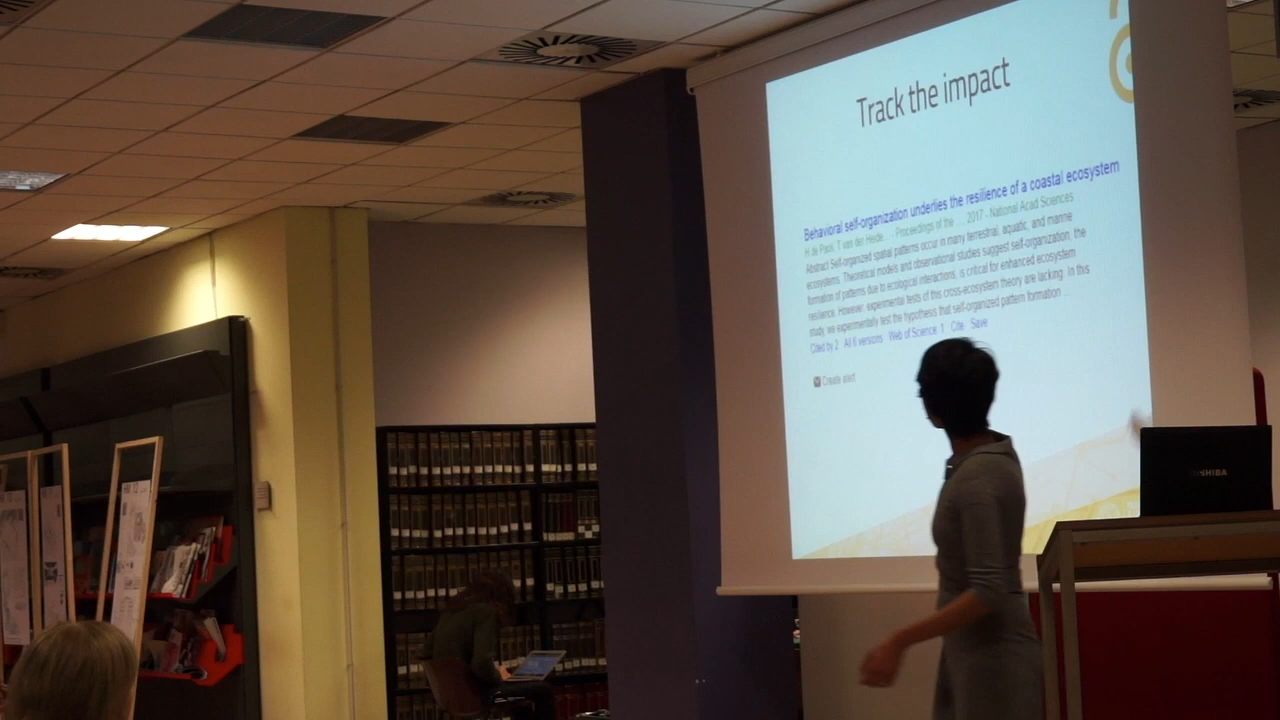 Track the impact
Behavioral self-organization underlies the resilience of a coastal ecosystem
H de Paoli, T van der Heide… - Proceedings of the …, 2017 - National Acad Sciences
Abstract Self-organized spatial patterns occur in many terrestrial, aquatic, and marine
ecosystems. Theoretical models and observational studies suggest self-organization, the
formation of patterns due to ecological interactions, is critical for enhanced ecosystem
resilience. However, experimental tests of this cross-ecosystem theory are lacking. In this
study, we experimentally test the hypothesis that self-organized pattern formation …
Cited by 2 All 6 versions Web of Science: 1 Cite Save
Create alert
TOSHIBA